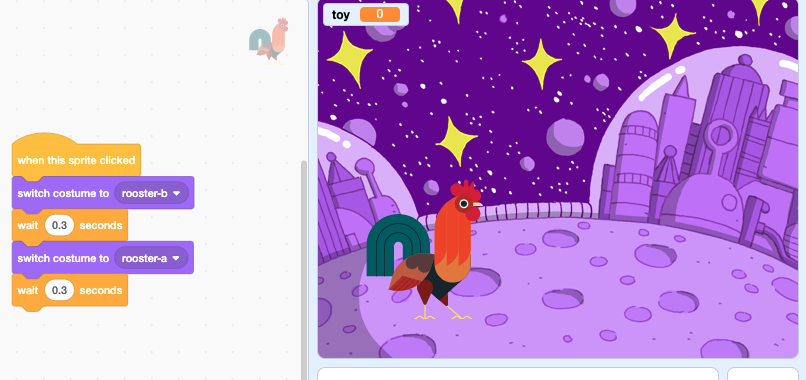 toy 0
when this sprite clicked
switch costume to rooster-b
wait 0.3 seconds
switch costume to rooster-a
wait 0.3 seconds